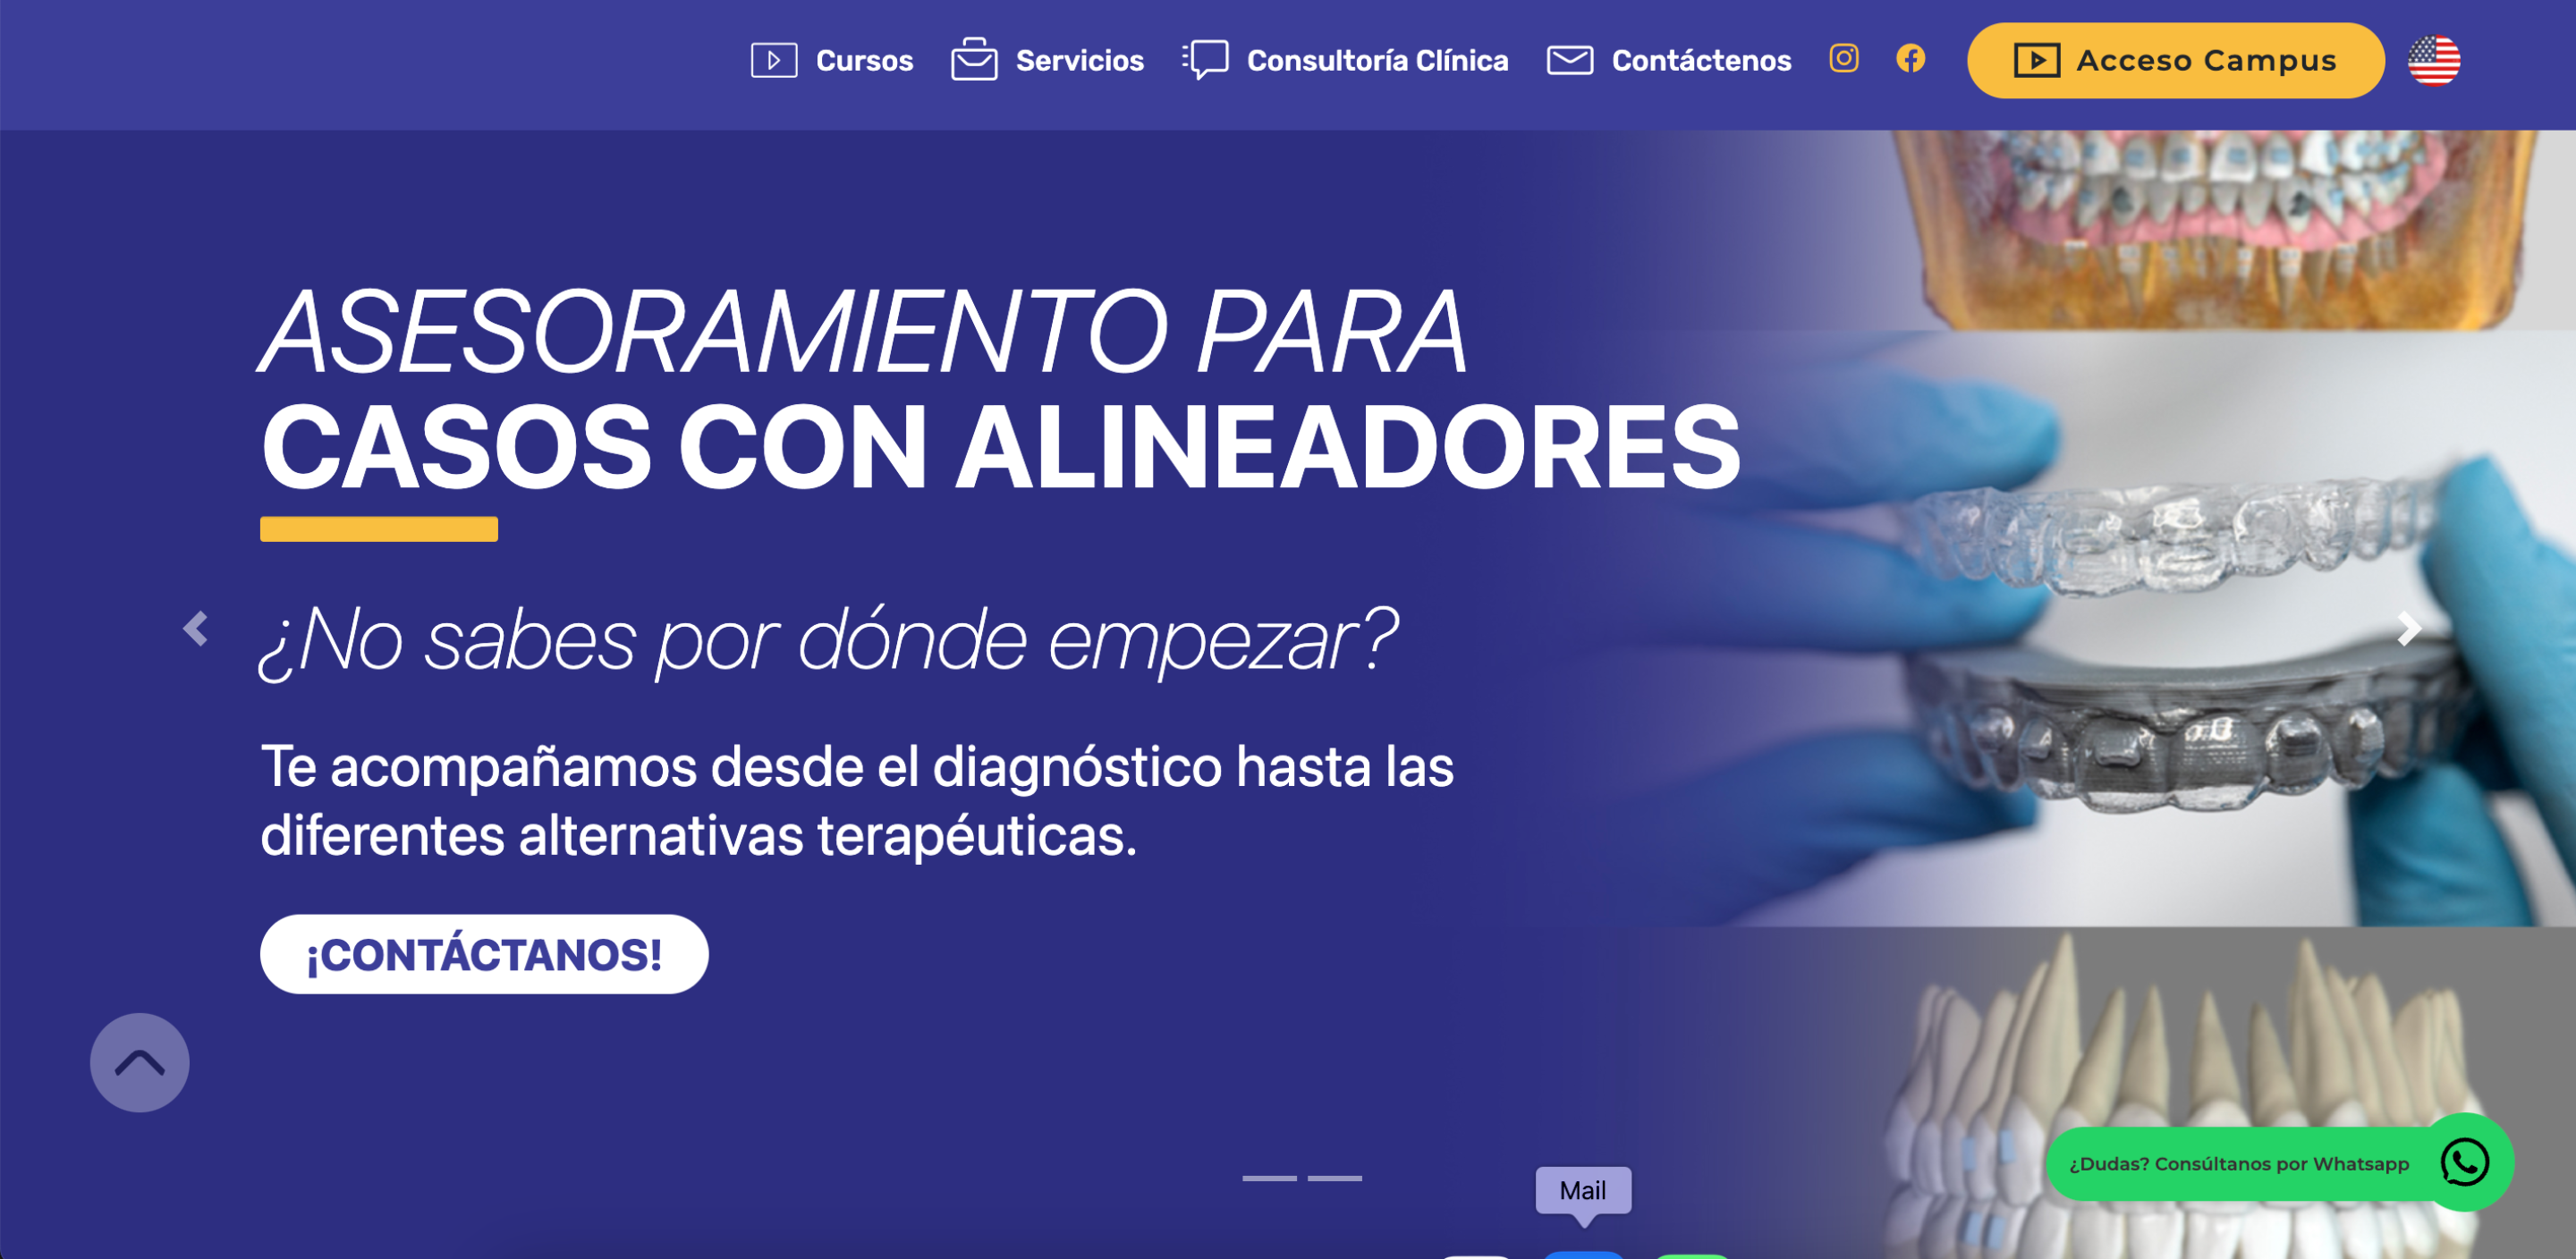 Cursos
Servicios
Consultoría Clínica
Contáctenos
Acceso Campus
ASESORAMIENTO PARA
CASOS CON ALINEADORES
¿No sabes por dónde empezar?
Te acompañamos desde el diagnóstico hasta las
diferentes alternativas terapéuticas.
¡CONTÁCTANOS!
¿Dudas? Consúltanos por Whatsapp
Mail